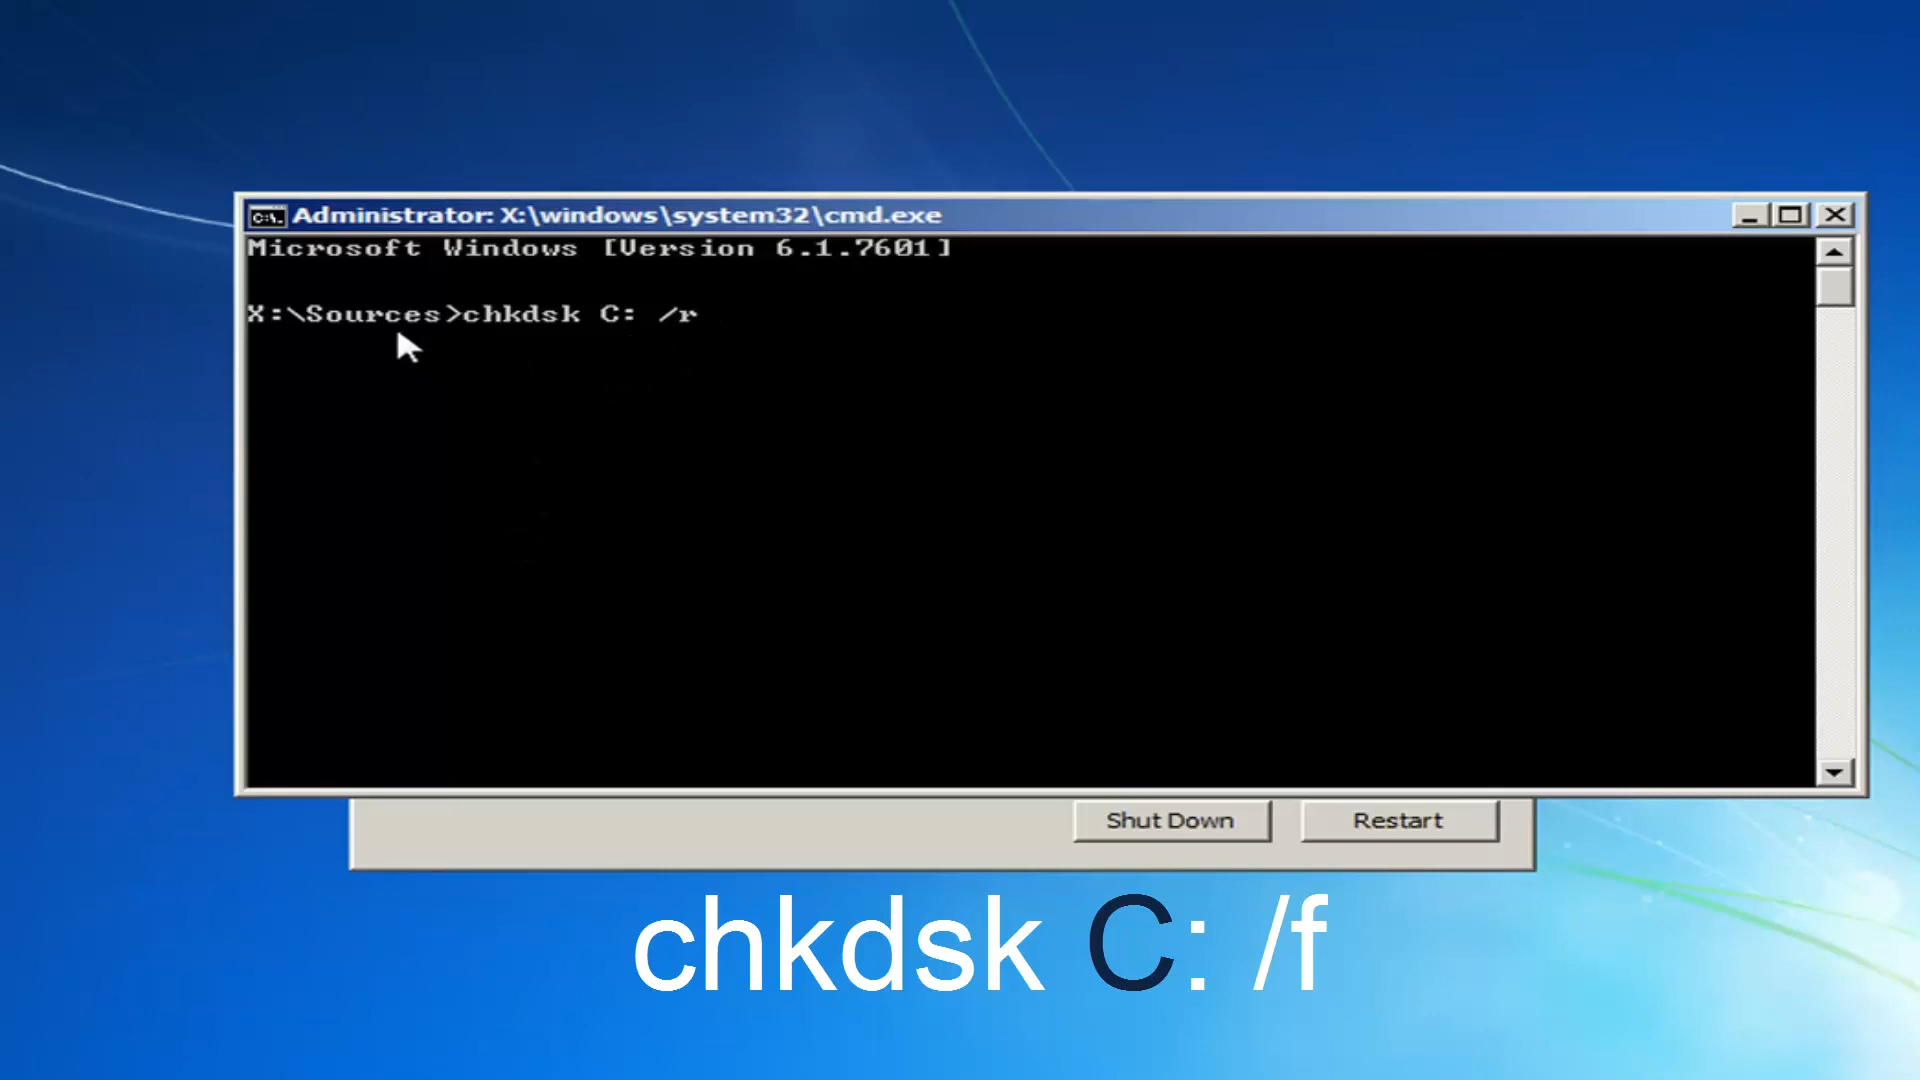 Administrator: X:\windows\system32\cmd.exe
Microsoft Windows [Version 6.1.7601]
X:\Sources>chkdsk C: /r
Shut Down
Restart
chkdsk C: /f